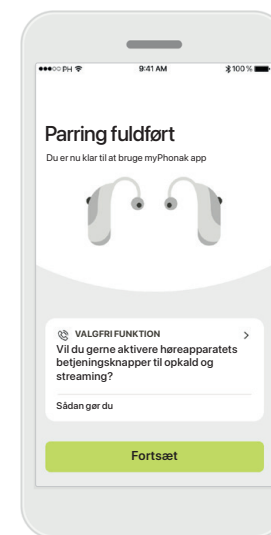 ●●●○○ PH 9:41 AM 100 %
Parring fuldført
Du er nu klar til at bruge myPhonak app
VALGFRI FUNKTION
Vil du gerne aktivere høreapparatets
betjeningsknapper til opkald og
streaming?
Sådan gør du
Fortsæt